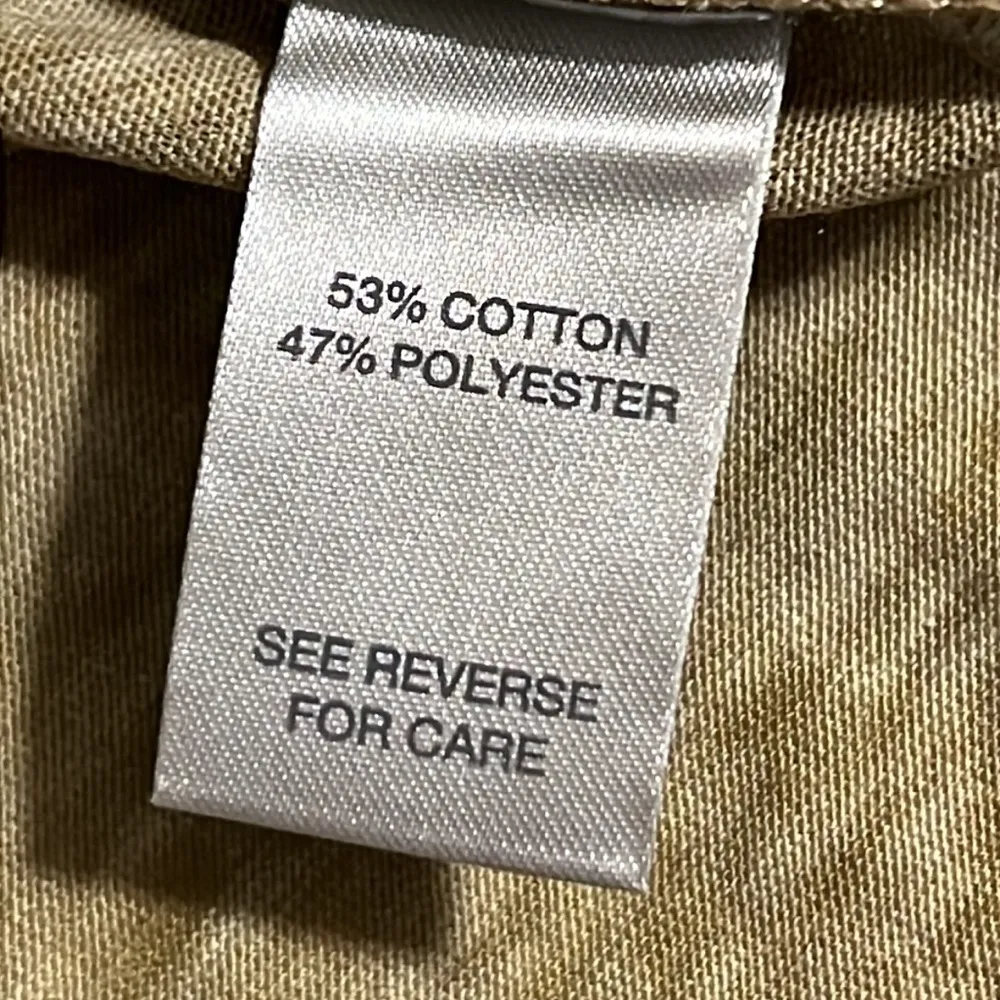 53% COTTON
47% POLYESTER
SEE REVERSE
FOR CARE